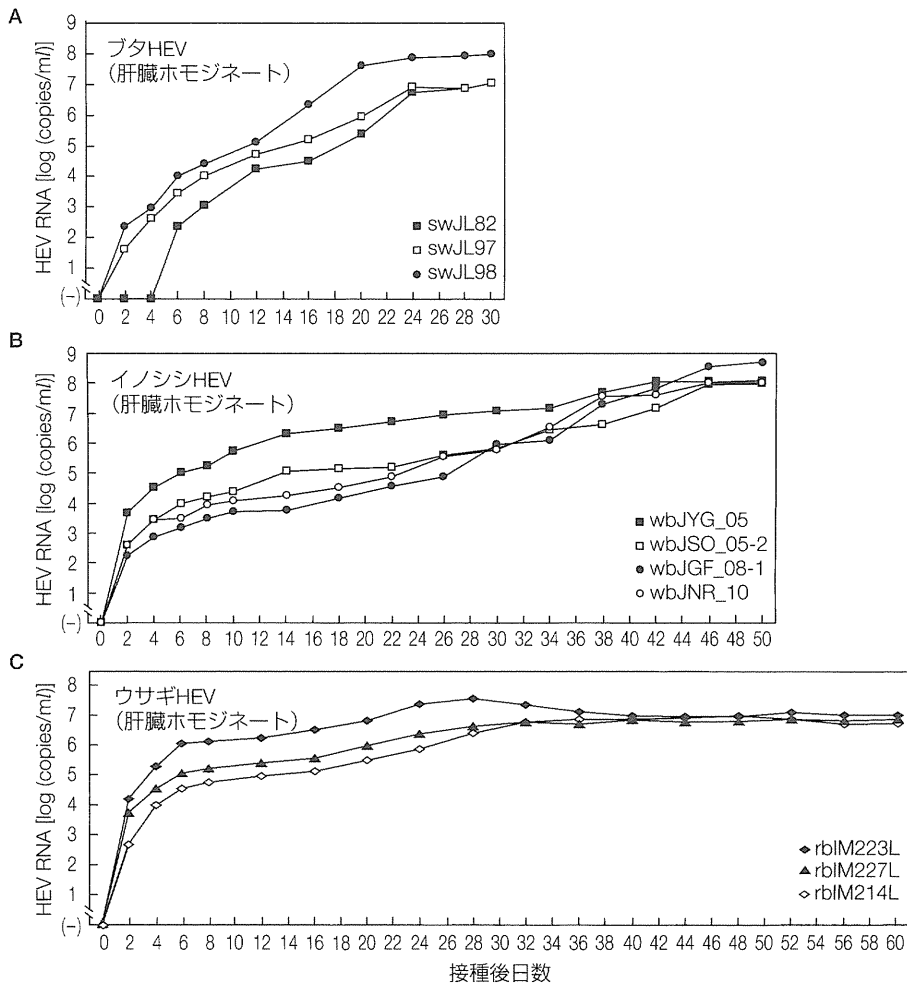 A
ブタHEV
(肝臓ホモジネート)
HEV RNA [log (copies/ml)]
9
8
7
6
5
4
3
2
1
(−)
swJL82
swJL97
swJL98
0 2 4 6 8 10 12 14 16 18 20 22 24 26 28 30
B
イノシシHEV
(肝臓ホモジネート)
HEV RNA [log (copies/ml)]
9
8
7
6
5
4
3
2
1
(−)
wbJYG_05
wbJSO_05-2
wbJGF_08-1
wbJNR_10
0 2 4 6 8 10 12 14 16 18 20 22 24 26 28 30 32 34 36 38 40 42 44 46 48 50
C
ウサギHEV
(肝臓ホモジネート)
HEV RNA [log (copies/ml)]
8
7
6
5
4
3
2
1
(−)
rbIM223L
rbIM227L
rbIM214L
0 2 4 6 8 10 12 14 16 18 20 22 24 26 28 30 32 34 36 38 40 42 44 46 48 50 52 54 56 58 60
接種後日数